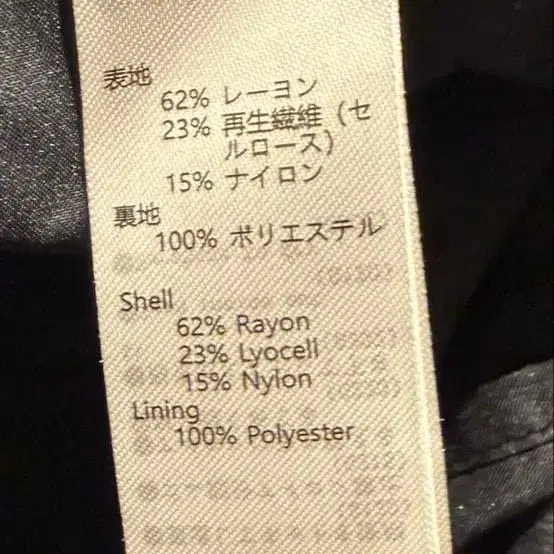 表地
62% レーヨン
23% 再生繊維（セ
ルロース）
15% ナイロン
裏地
100% ポリエステル
Shell
62% Rayon
23% Lyocell
15% Nylon
Lining
100% Polyester